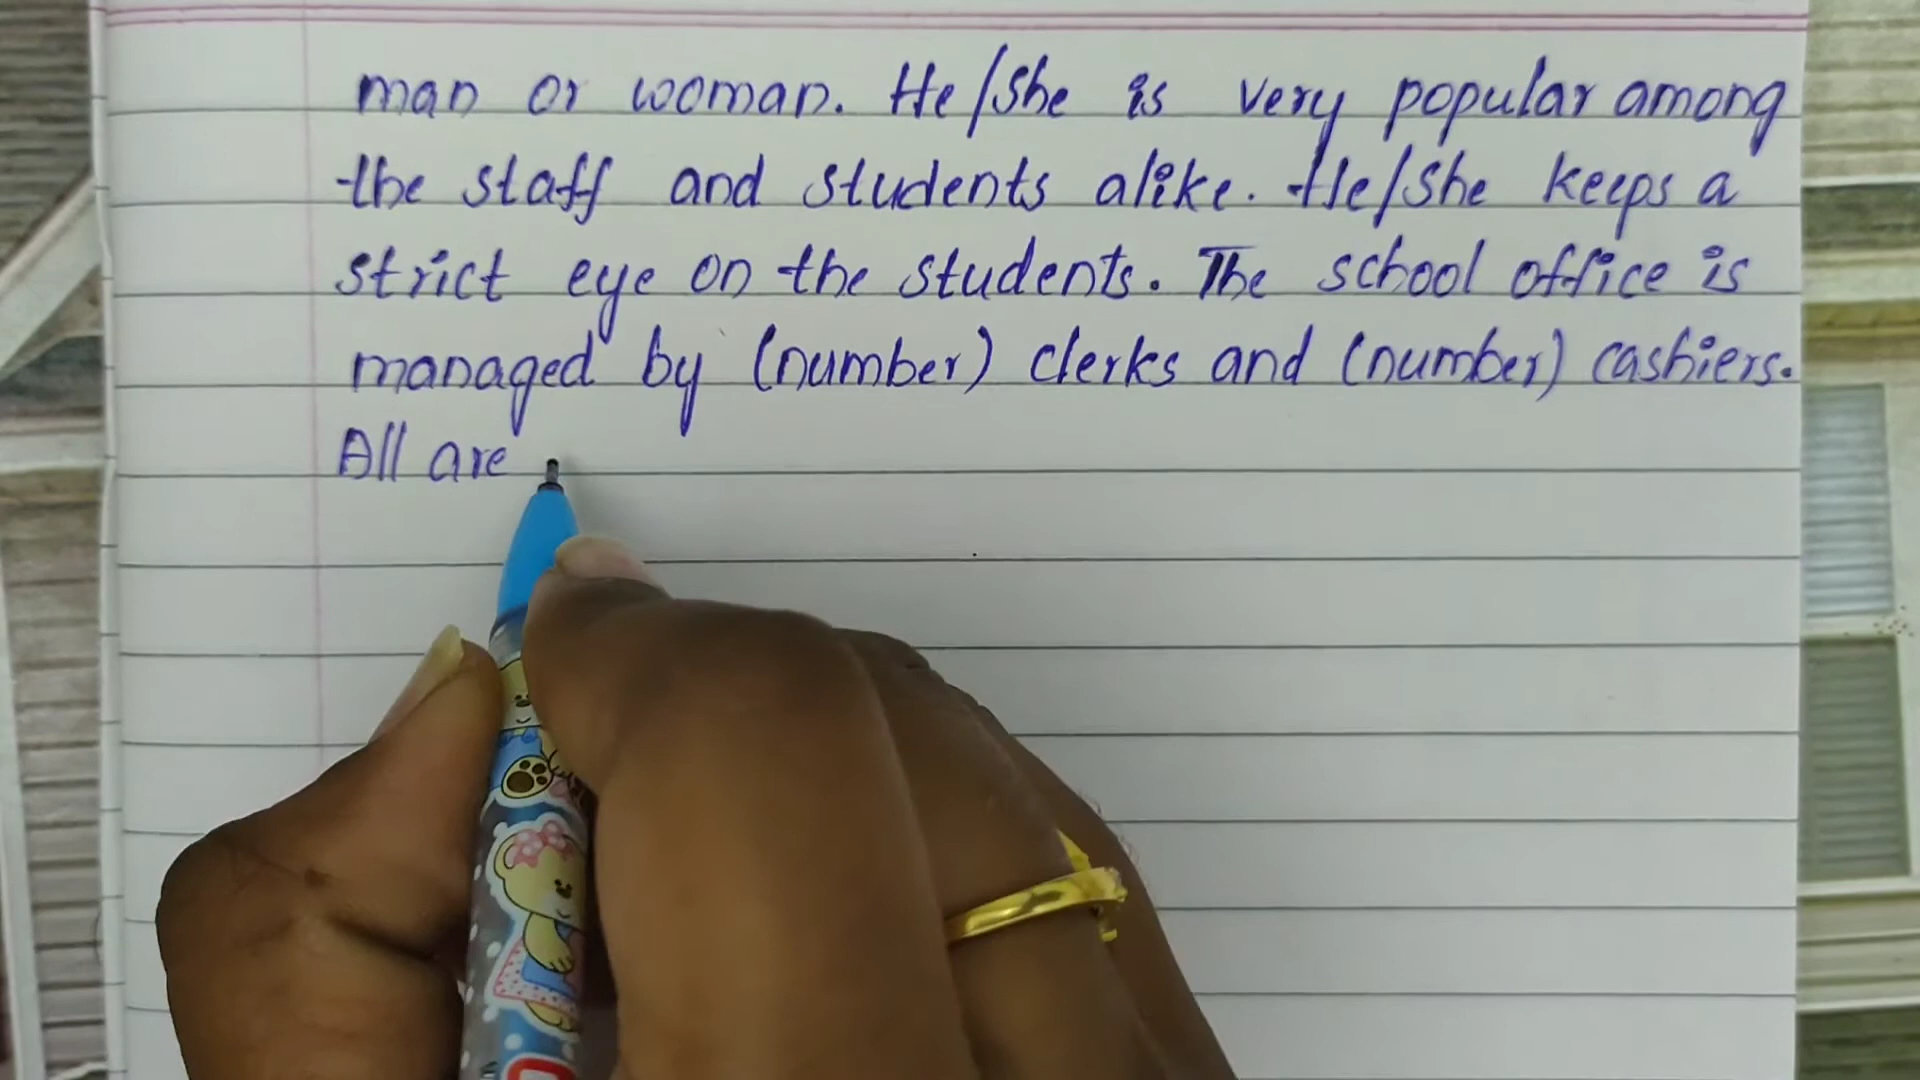 man or woman. He/She is very popular among
the staff and students alike. He/She keeps a
strict eye on the students. The school office is
managed by (number) clerks and (number) cashiers.
All are